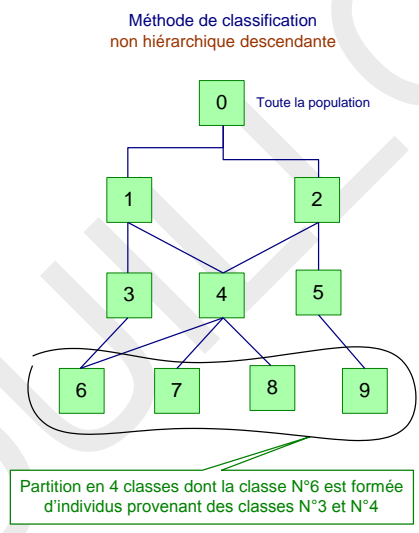 Méthode de classification
non hiérarchique descendante
0
Toute la population
1
2
3
4
5
6
7
8
9
Partition en 4 classes dont la classe N°6 est formée
d'individus provenant des classes N°3 et N°4